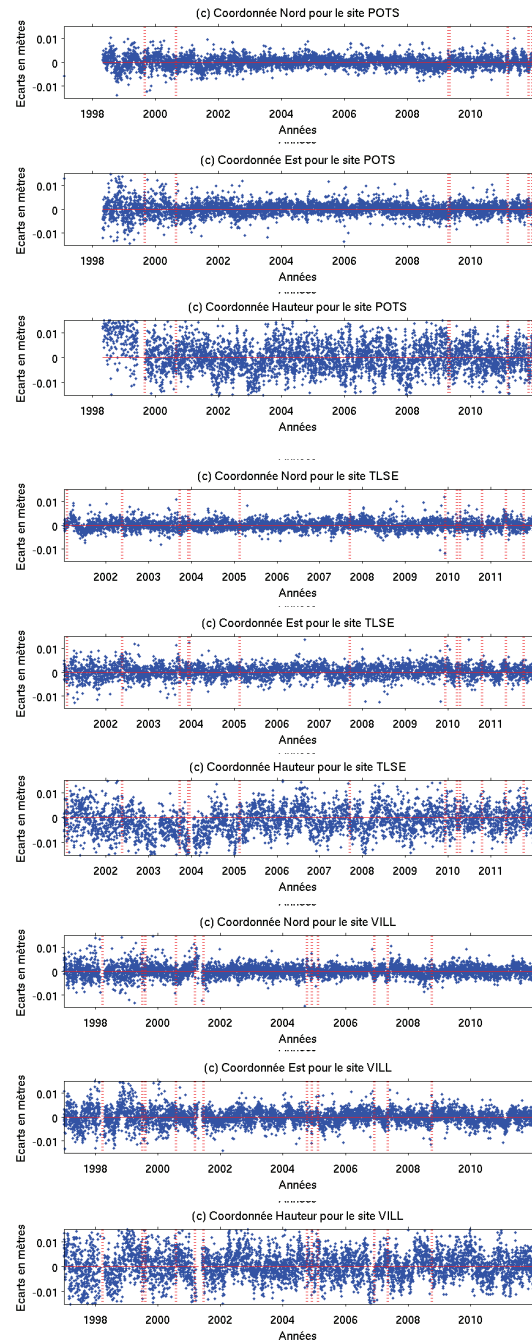 (c) Coordonnée Nord pour le site POTS
Ecarts en mètres
0.01
0
-0.01
1998 2000 2002 2004 2006 2008 2010
Années
(c) Coordonnée Est pour le site POTS
Ecarts en mètres
0.01
0
-0.01
1998 2000 2002 2004 2006 2008 2010
Années
(c) Coordonnée Hauteur pour le site POTS
Ecarts en mètres
0.01
0
-0.01
1998 2000 2002 2004 2006 2008 2010
Années
(c) Coordonnée Nord pour le site TLSE
Ecarts en mètres
0.01
0
-0.01
2002 2003 2004 2005 2006 2007 2008 2009 2010 2011
Années
(c) Coordonnée Est pour le site TLSE
Ecarts en mètres
0.01
0
-0.01
2002 2003 2004 2005 2006 2007 2008 2009 2010 2011
Années
(c) Coordonnée Hauteur pour le site TLSE
Ecarts en mètres
0.01
0
-0.01
2002 2003 2004 2005 2006 2007 2008 2009 2010 2011
Années
(c) Coordonnée Nord pour le site VILL
Ecarts en mètres
0.01
0
-0.01
1998 2000 2002 2004 2006 2008 2010
Années
(c) Coordonnée Est pour le site VILL
Ecarts en mètres
0.01
0
-0.01
1998 2000 2002 2004 2006 2008 2010
Années
(c) Coordonnée Hauteur pour le site VILL
Ecarts en mètres
0.01
0
-0.01
1998 2000 2002 2004 2006 2008 2010
Années